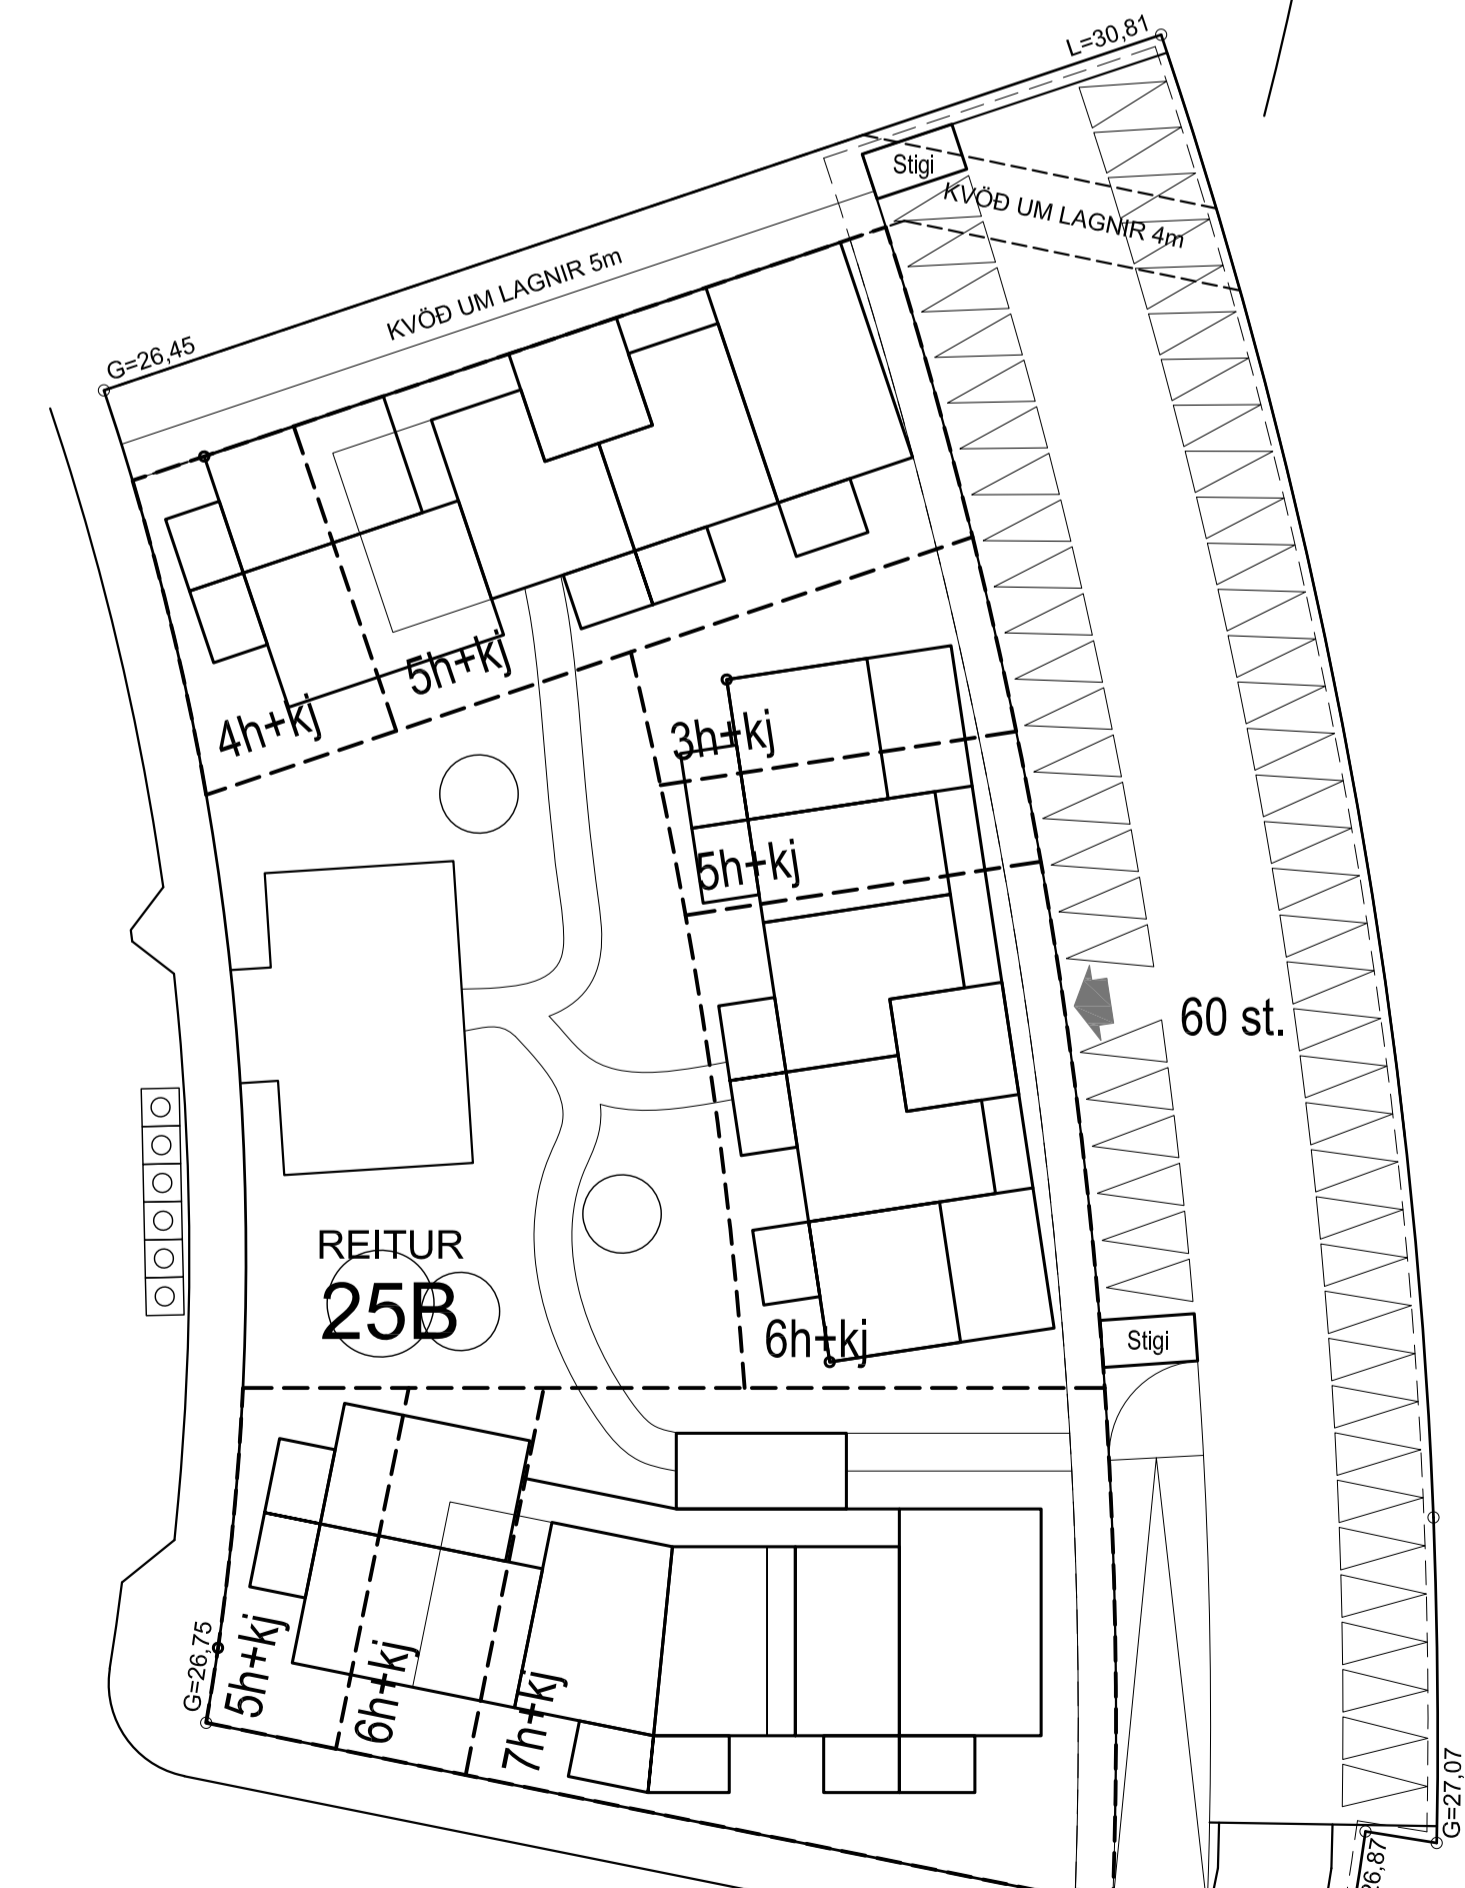 L=30,81
Stigi
KVÖÐ UM LAGNIR 4m
KVÖÐ UM LAGNIR 5m
G=26,45
5h+kj
4h+kj
3h+kj
5h+kj
60 st.
REITUR
25B
6h+kj
Stigi
G=26,75
5h+kj
6h+kj
7h+kj
G=27,07